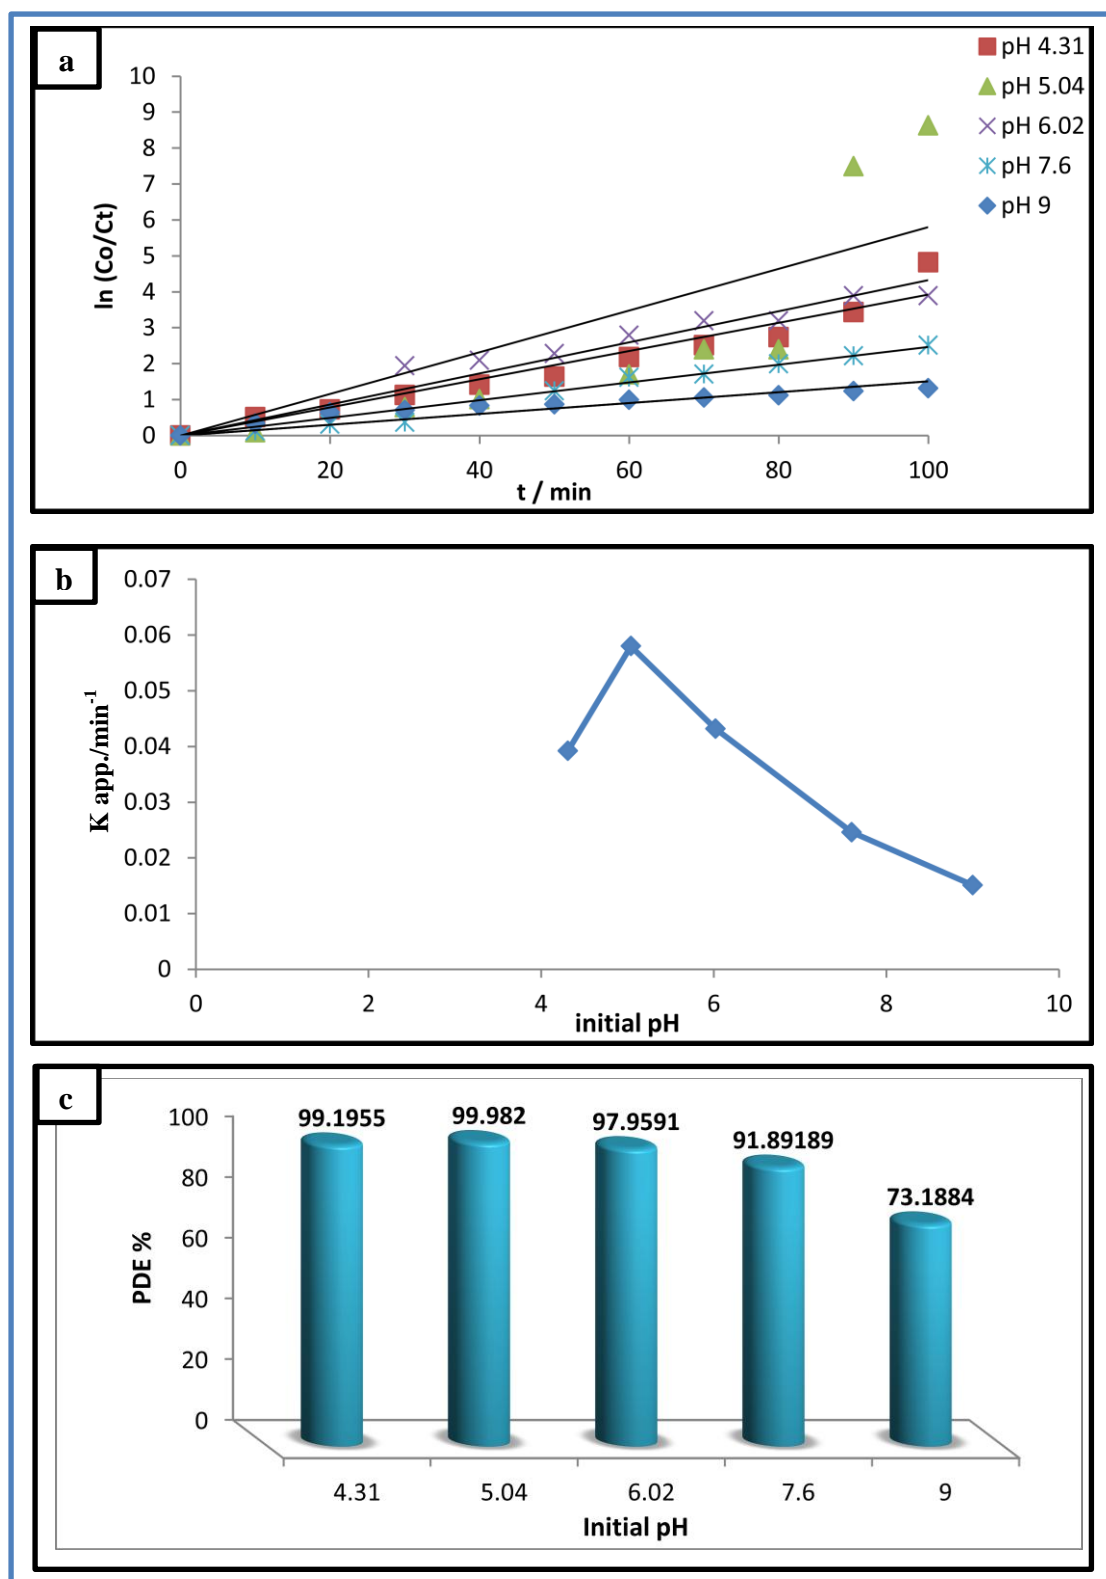 a
pH 4.31
pH 5.04
pH 6.02
pH 7.6
pH 9
10
9
8
7
6
5
4
3
2
1
0
ln (Co/Ct)
0 20 40 60 80 100
t / min
b
0.07
0.06
0.05
0.04
0.03
0.02
0.01
0
K app./min⁻¹
0 2 4 6 8 10
initial pH
c
100
80
60
40
20
0
PDE %
99.1955 99.982 97.9591 91.89189 73.1884
4.31 5.04 6.02 7.6 9
Initial pH